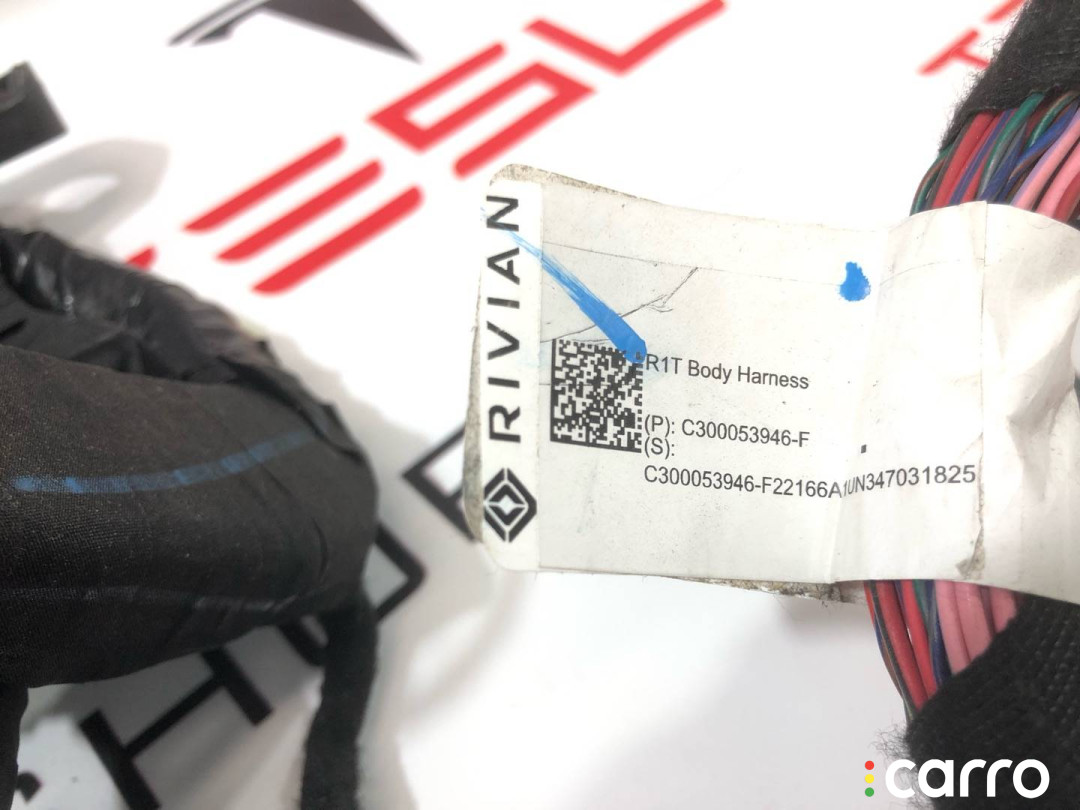 RIVIAN
R1T Body Harness
(P): C300053946-F
(S):
C300053946-F22166A1UN347031825
carro